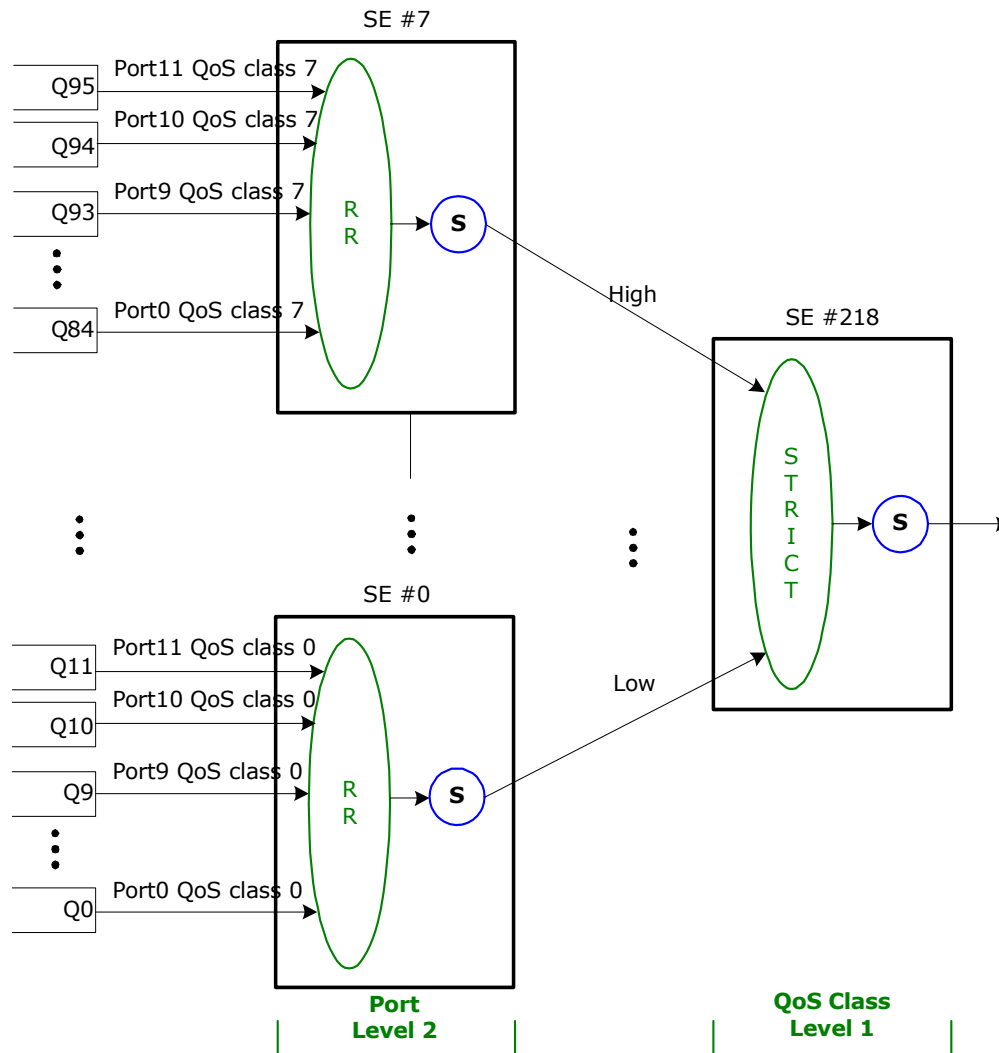 SE #7
Q95 Port11 QoS class 7
Q94 Port10 QoS class 7
Q93 Port9 QoS class 7
Q84 Port0 QoS class 7
R
R
S
High
SE #218
S
T
R
I
C
T
S
SE #0
Q11 Port11 QoS class 0
Q10 Port10 QoS class 0
Q9 Port9 QoS class 0
Q0 Port0 QoS class 0
R
R
S
Low
Port
Level 2
QoS Class
Level 1